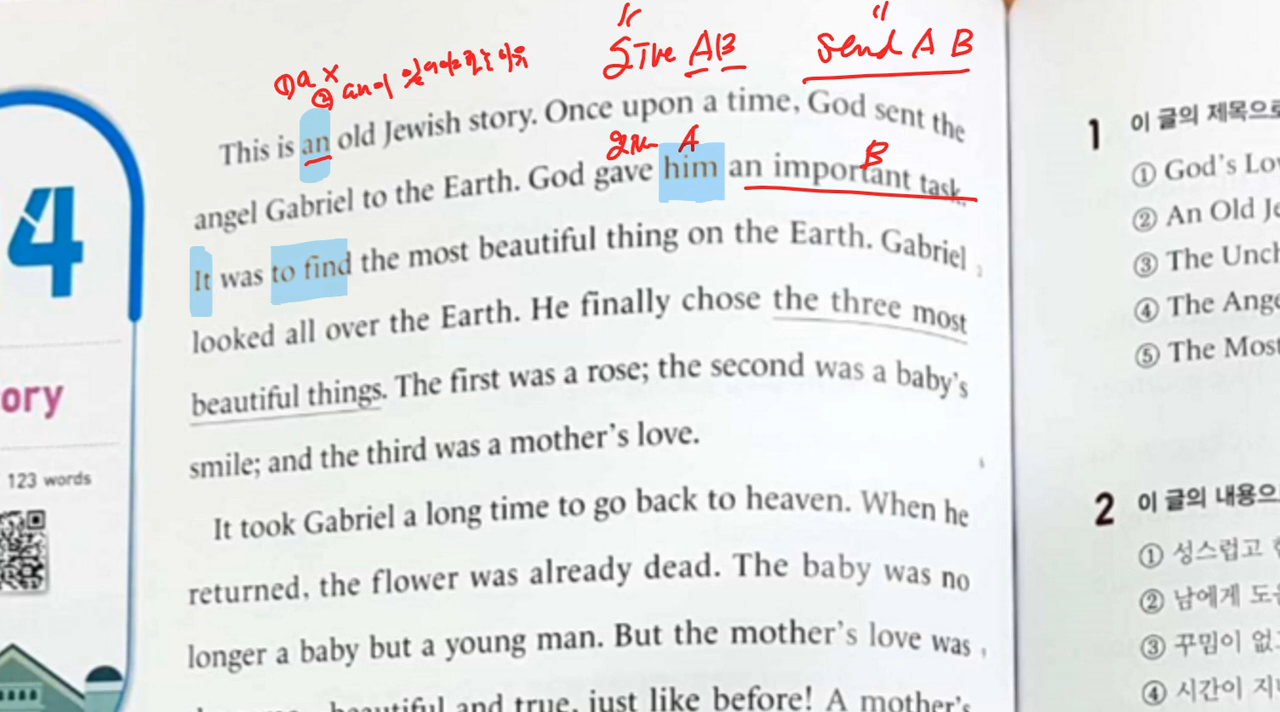 give A B
send A B
① a ×
② an이
This is an old Jewish story. Once upon a time, God sent the
A
B
angel Gabriel to the Earth. God gave him an important task.
It was to find the most beautiful thing on the Earth. Gabriel
looked all over the Earth. He finally chose the three most
beautiful things. The first was a rose; the second was a baby's
smile; and the third was a mother's love.
It took Gabriel a long time to go back to heaven. When he
returned, the flower was already dead. The baby was no
longer a baby but a young man. But the mother's love was
beautiful and true, just like before! A mother's
4
ory
123 words
1 이 글의 제목으로
① God's Lo
② An Old Je
③ The Unch
④ The Ange
⑤ The Most
2 이 글의 내용으
① 성스럽고
② 남에게 도
③ 꾸밈이 없
④ 시간이 지